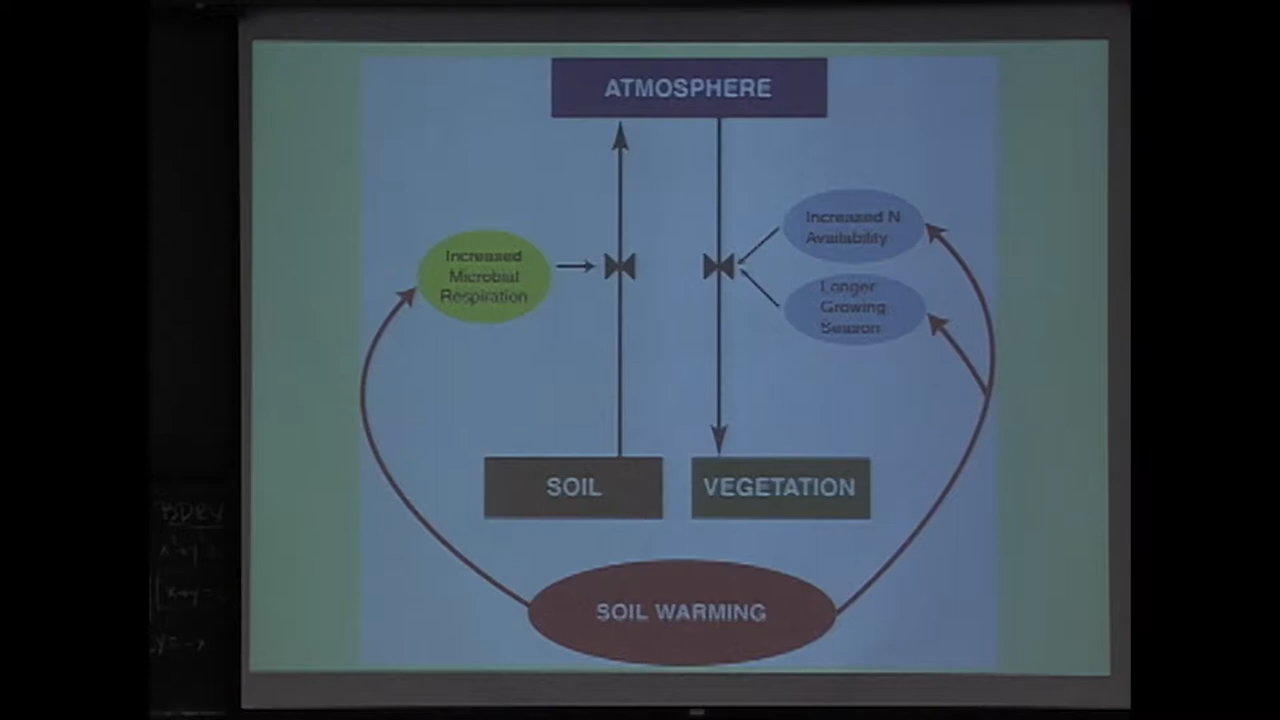 ATMOSPHERE
Increased N
Availability
Increased
Microbial
Respiration
Longer
Growing
Season
SOIL
VEGETATION
SOIL WARMING